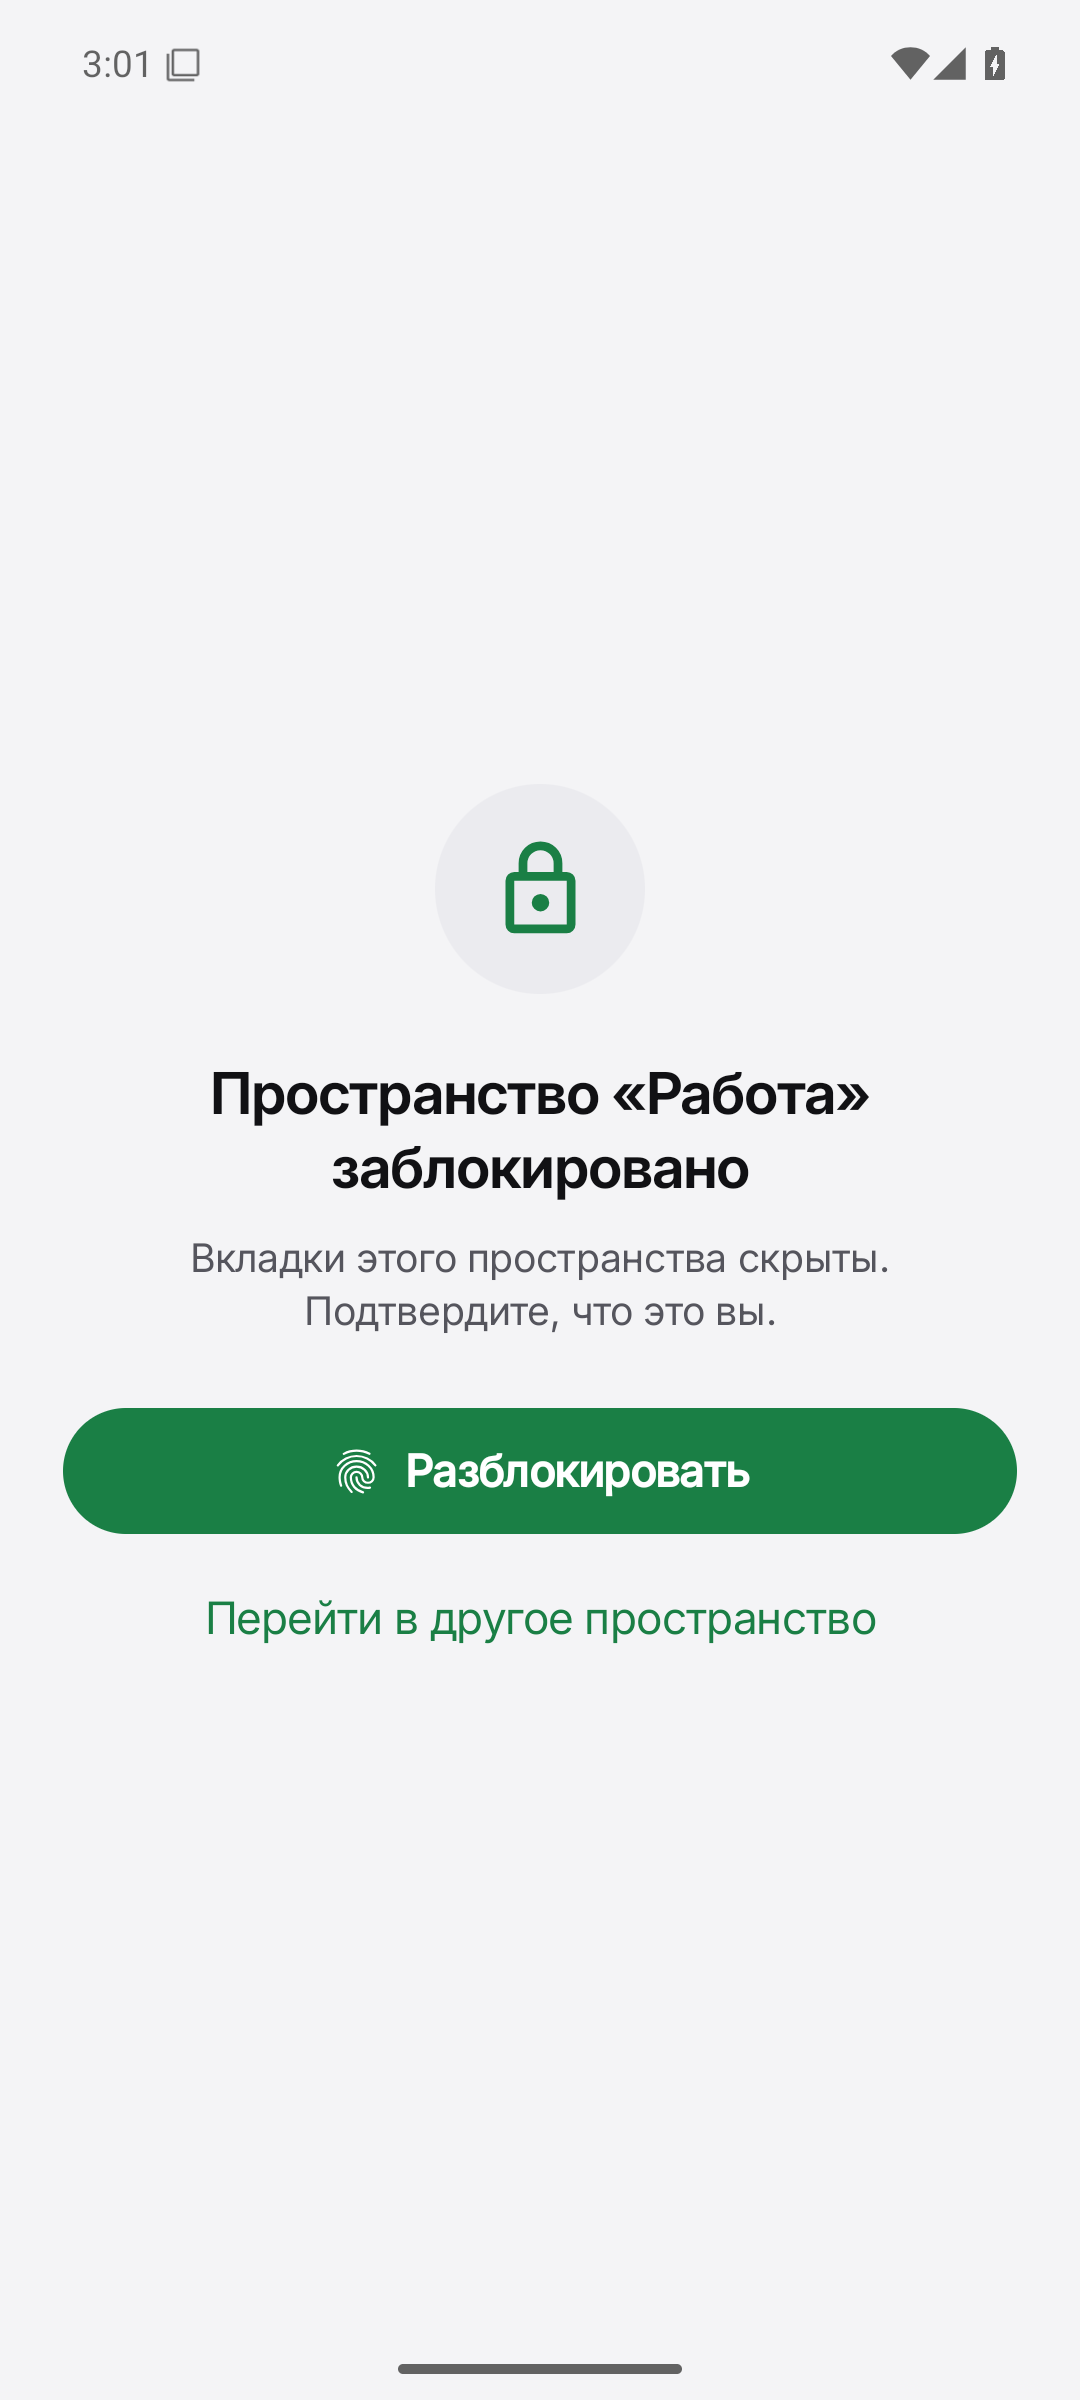 3:01
Пространство «Работа»
заблокировано
Вкладки этого пространства скрыты.
Подтвердите, что это вы.
Разблокировать
Перейти в другое пространство